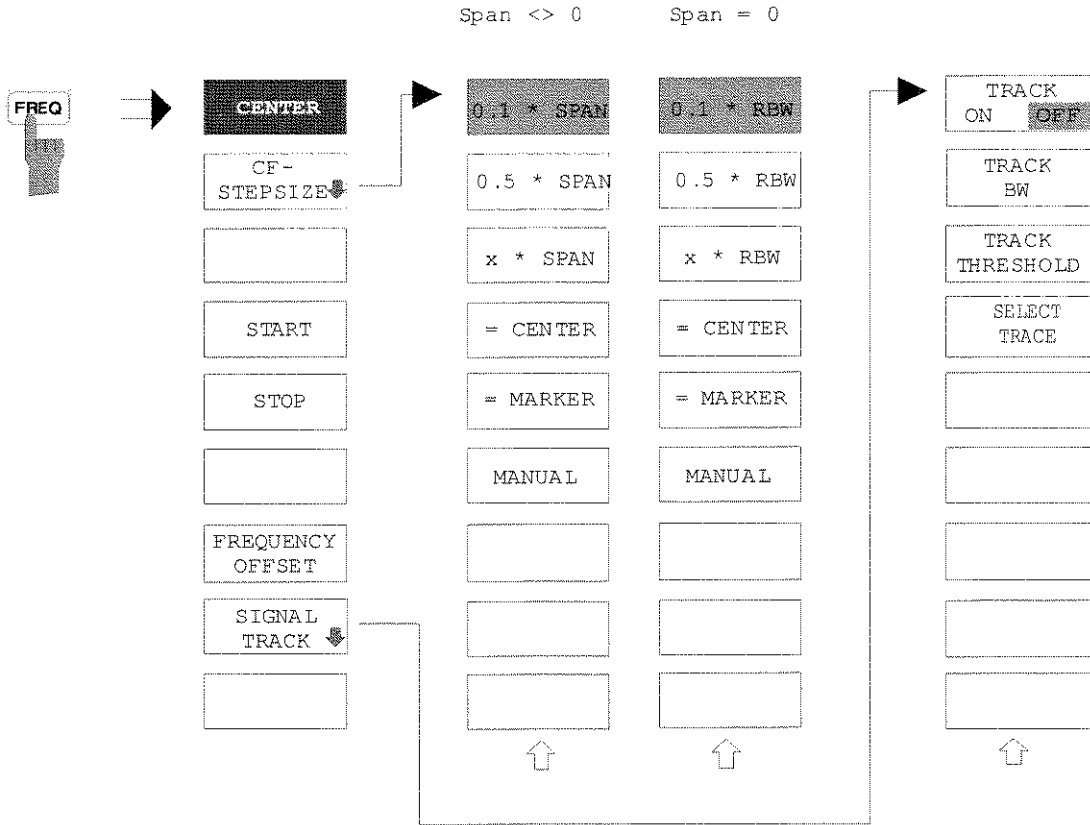 Span <> 0
Span = 0
FREQ
CENTER
CF-
STEPSIZE
START
STOP
FREQUENCY
OFFSET
SIGNAL
TRACK
0.1 * SPAN
0.5 * SPAN
x * SPAN
= CENTER
= MARKER
MANUAL
0.1 * RBW
0.5 * RBW
x * RBW
= CENTER
= MARKER
MANUAL
TRACK
ON OFF
TRACK
BW
TRACK
THRESHOLD
SELECT
TRACE